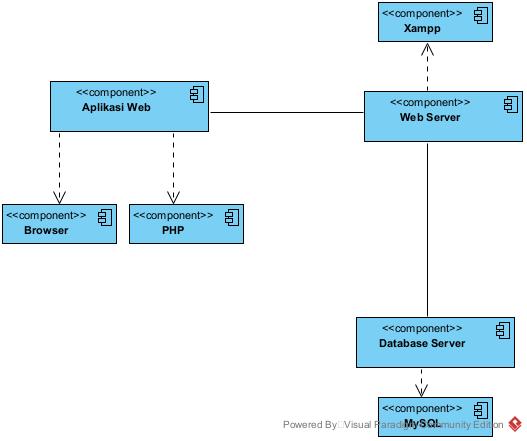 <<component>>
Xampp
<<component>>
Aplikasi Web
<<component>>
Web Server
<<component>>
Browser
<<component>>
PHP
<<component>>
Database Server
<<component>>
MySQL
Powered By Visual Paradigm Community Edition